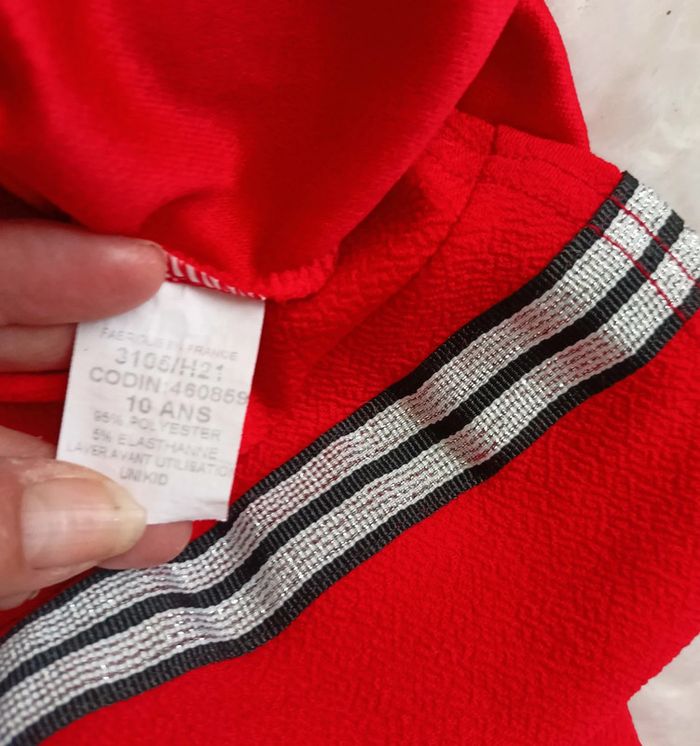 FABRIQUE EN FRANCE
3105/H21
CODIN:460859
10 ANS
95% POLYESTER
5% ELASTHANNE
LAVER AVANT UTILISATION
UNIKID